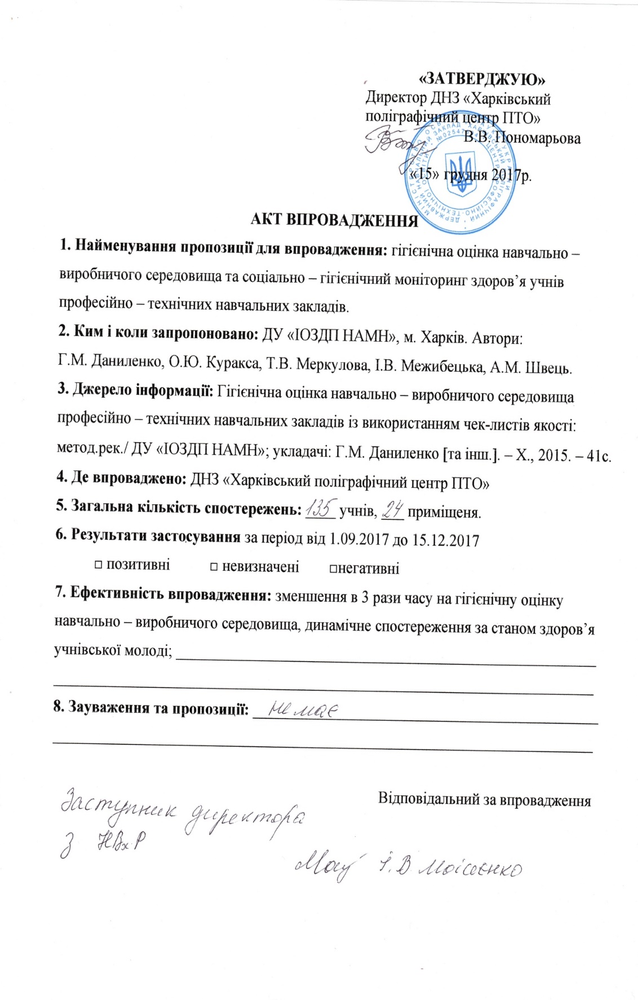 «ЗАТВЕРДЖУЮ»
Директор ДНЗ «Харківський
поліграфічний центр ПТО»
В.В. Пономарьова
«15» грудня 2017р.
АКТ ВПРОВАДЖЕННЯ
1. Найменування пропозиції для впровадження: гігієнічна оцінка навчально –
виробничого середовища та соціально – гігієнічний моніторинг здоров’я учнів
професійно – технічних навчальних закладів.
2. Ким і коли запропоновано: ДУ «ІОЗДП НАМН», м. Харків. Автори:
Г.М. Даниленко, О.Ю. Куракса, Т.В. Меркулова, І.В. Межибецька, А.М. Швець.
3. Джерело інформації: Гігієнічна оцінка навчально – виробничого середовища
професійно – технічних навчальних закладів із використанням чек-листів якості:
метод.рек./ ДУ «ІОЗДП НАМН»; укладачі: Г.М. Даниленко [та інш.]. – Х., 2015. – 41с.
4. Де впроваджено: ДНЗ «Харківський поліграфічний центр ПТО»
5. Загальна кількість спостережень: 135 учнів, 24 приміщеня.
6. Результати застосування за період від 1.09.2017 до 15.12.2017
□ позитивні □ невизначені □негативні
7. Ефективність впровадження: зменшення в 3 рази часу на гігієнічну оцінку
навчально – виробничого середовища, динамічне спостереження за станом здоров’я
учнівської молоді;
8. Зауваження та пропозиції: немає
Відповідальний за впровадження
Заступник директора
з НВхР
І.В Моісеєнко